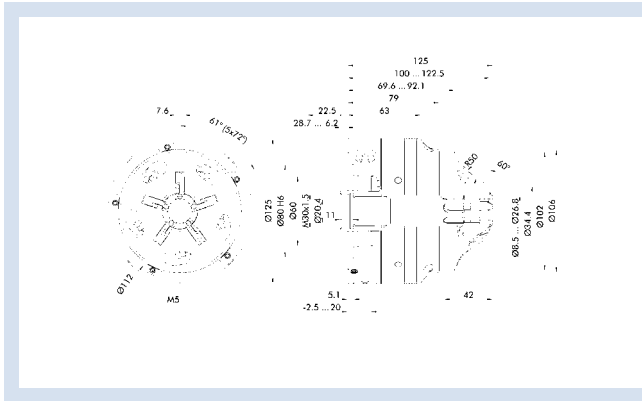 125
100 ... 122.5
69.6 ... 92.1
79
7.6
61° (5x72°)
22.5
63
28.7 ... 6.2
R50
60°
Ø125
Ø80 H6
Ø60
M30x1.5
Ø20.4
11
Ø8.5 ... Ø26.8
Ø34.4
Ø102
Ø106
Ø112
M5
5.1
-2.5 ... 20
42